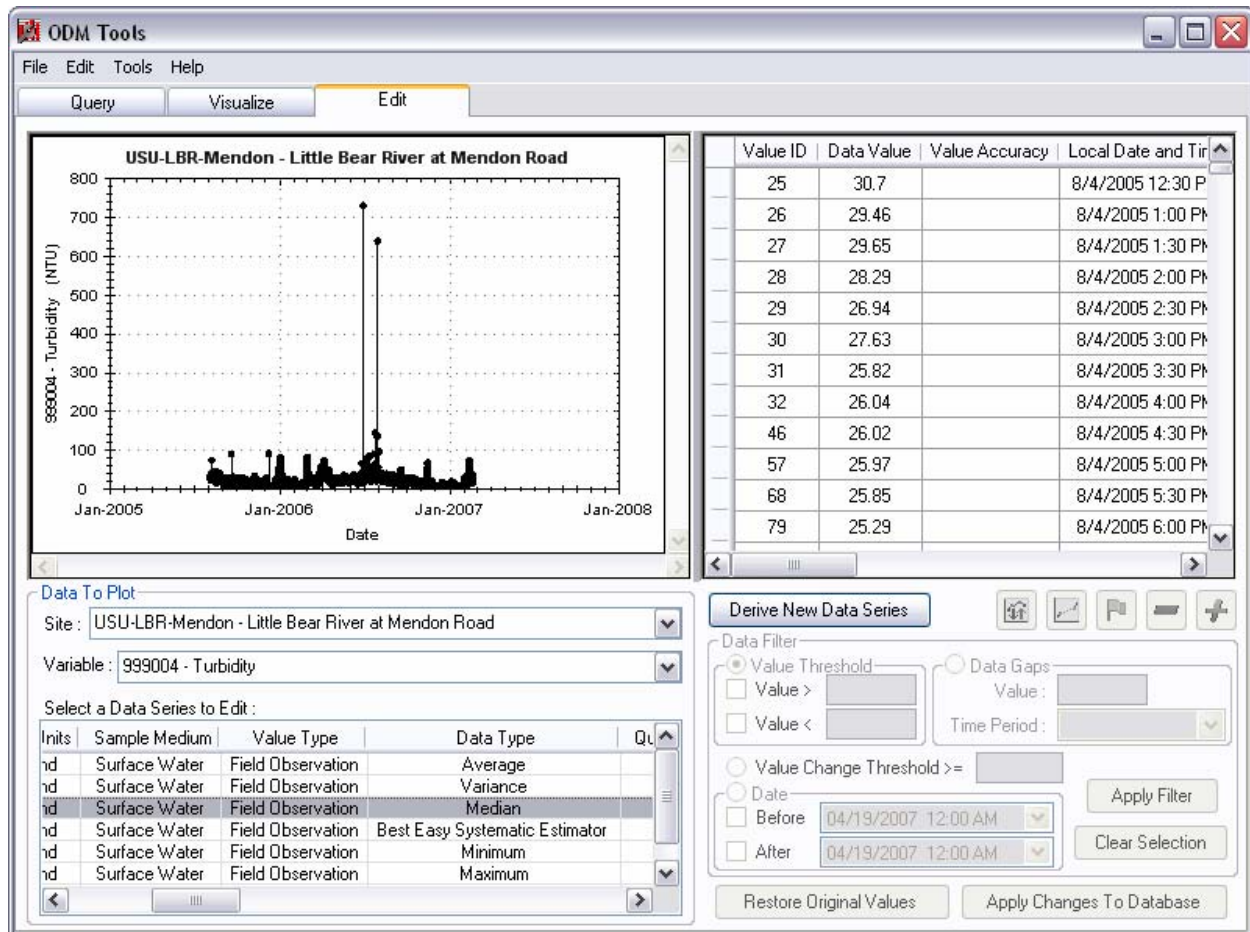 ODM Tools
File Edit Tools Help
Query Visualize Edit
USU-LBR-Mendon - Little Bear River at Mendon Road
999004 - Turbidity (NTU)
800
700
600
500
400
300
200
100
0
Jan-2005 Jan-2006 Jan-2007 Jan-2008
Date
Value ID Data Value Value Accuracy Local Date and Tir
25 30.7 8/4/2005 12:30 P
26 29.46 8/4/2005 1:00 PM
27 29.65 8/4/2005 1:30 PM
28 28.29 8/4/2005 2:00 PM
29 26.94 8/4/2005 2:30 PM
30 27.63 8/4/2005 3:00 PM
31 25.82 8/4/2005 3:30 PM
32 26.04 8/4/2005 4:00 PM
46 26.02 8/4/2005 4:30 PM
57 25.97 8/4/2005 5:00 PM
68 25.85 8/4/2005 5:30 PM
79 25.29 8/4/2005 6:00 PM
Data To Plot
Site : USU-LBR-Mendon - Little Bear River at Mendon Road
Variable : 999004 - Turbidity
Select a Data Series to Edit :
Inits Sample Medium Value Type Data Type Qu
nd Surface Water Field Observation Average
nd Surface Water Field Observation Variance
nd Surface Water Field Observation Median
nd Surface Water Field Observation Best Easy Systematic Estimator
nd Surface Water Field Observation Minimum
nd Surface Water Field Observation Maximum
Derive New Data Series
Data Filter
Value Threshold
Value >
Value <
Data Gaps
Value :
Time Period :
Value Change Threshold >=
Date
Before 04/19/2007 12:00 AM
After 04/19/2007 12:00 AM
Apply Filter
Clear Selection
Restore Original Values Apply Changes To Database